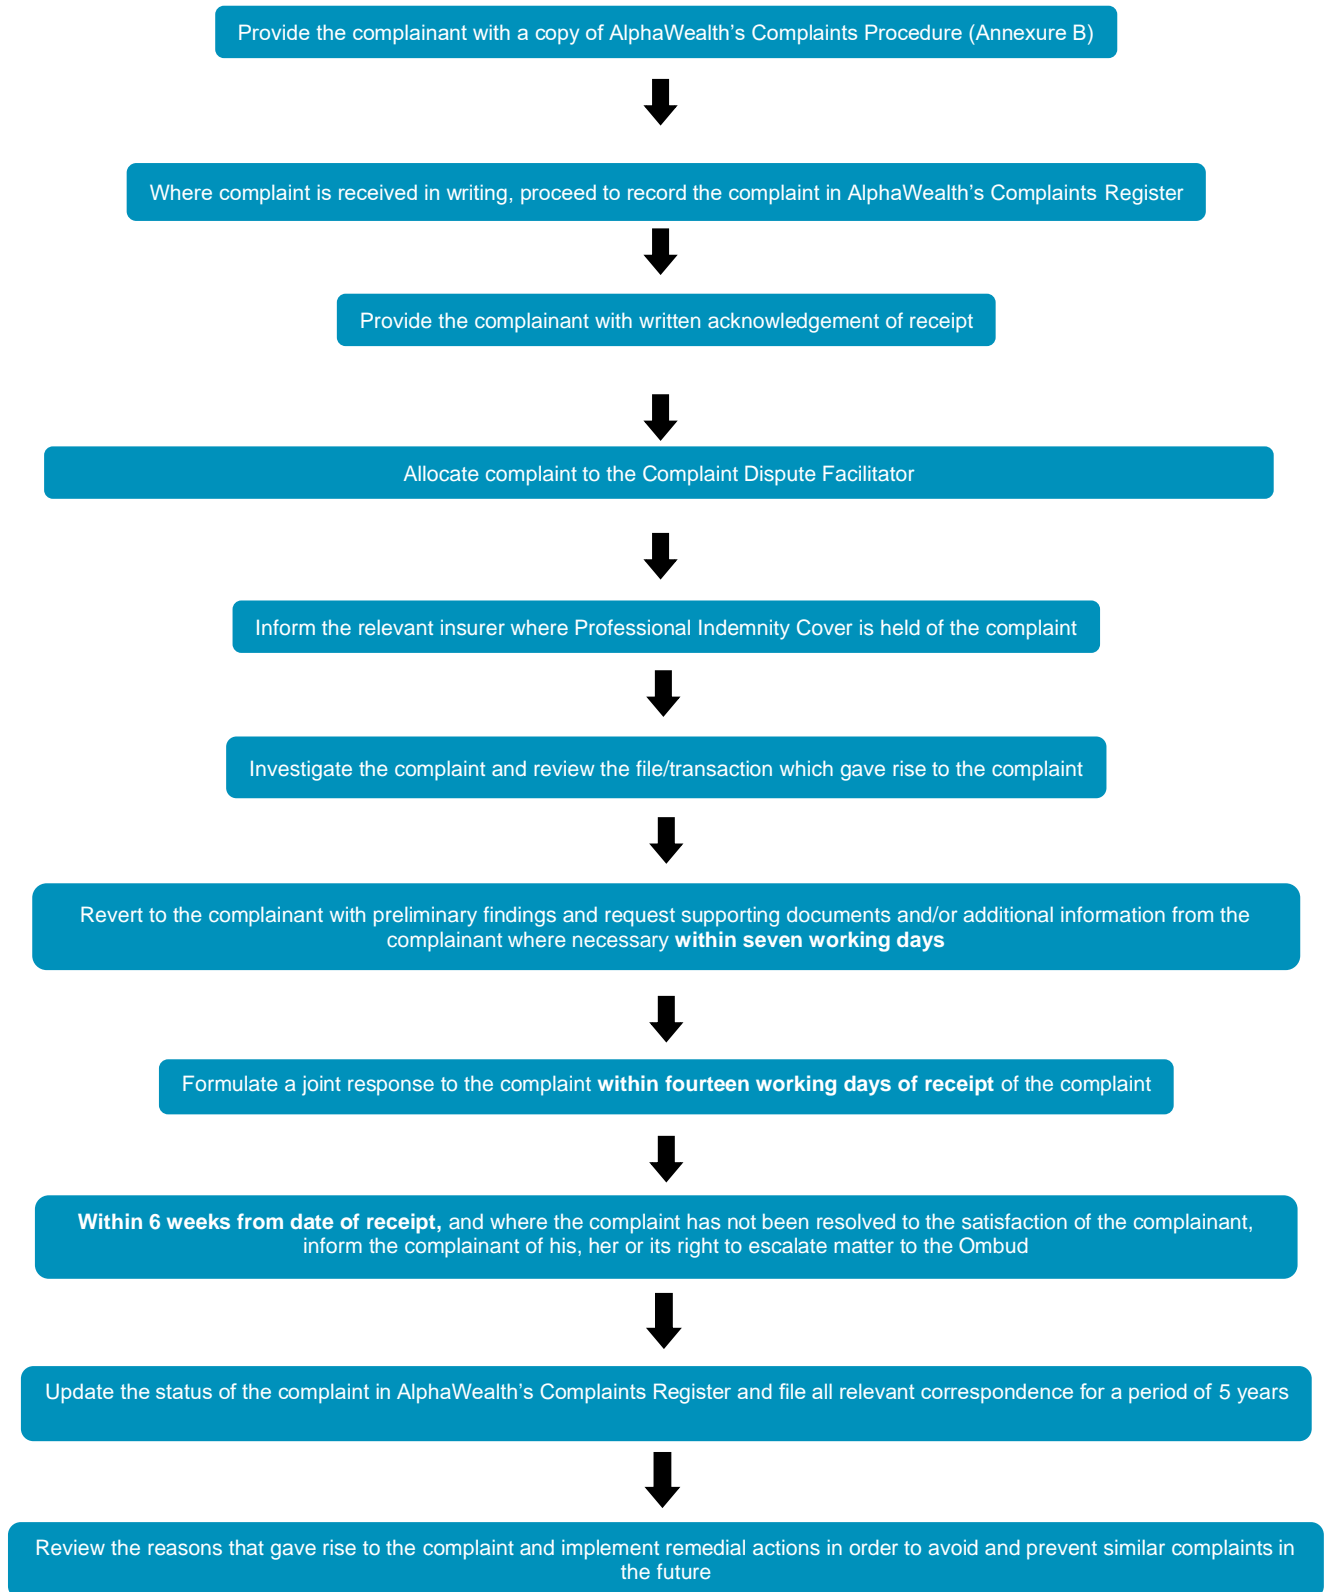 Provide the complainant with a copy of AlphaWealth’s Complaints Procedure (Annexure B)
Where complaint is received in writing, proceed to record the complaint in AlphaWealth’s Complaints Register
Provide the complainant with written acknowledgement of receipt
Allocate complaint to the Complaint Dispute Facilitator
Inform the relevant insurer where Professional Indemnity Cover is held of the complaint
Investigate the complaint and review the file/transaction which gave rise to the complaint
Revert to the complainant with preliminary findings and request supporting documents and/or additional information from the
complainant where necessary within seven working days
Formulate a joint response to the complaint within fourteen working days of receipt of the complaint
Within 6 weeks from date of receipt, and where the complaint has not been resolved to the satisfaction of the complainant,
inform the complainant of his, her or its right to escalate matter to the Ombud
Update the status of the complaint in AlphaWealth’s Complaints Register and file all relevant correspondence for a period of 5 years
Review the reasons that gave rise to the complaint and implement remedial actions in order to avoid and prevent similar complaints in
the future